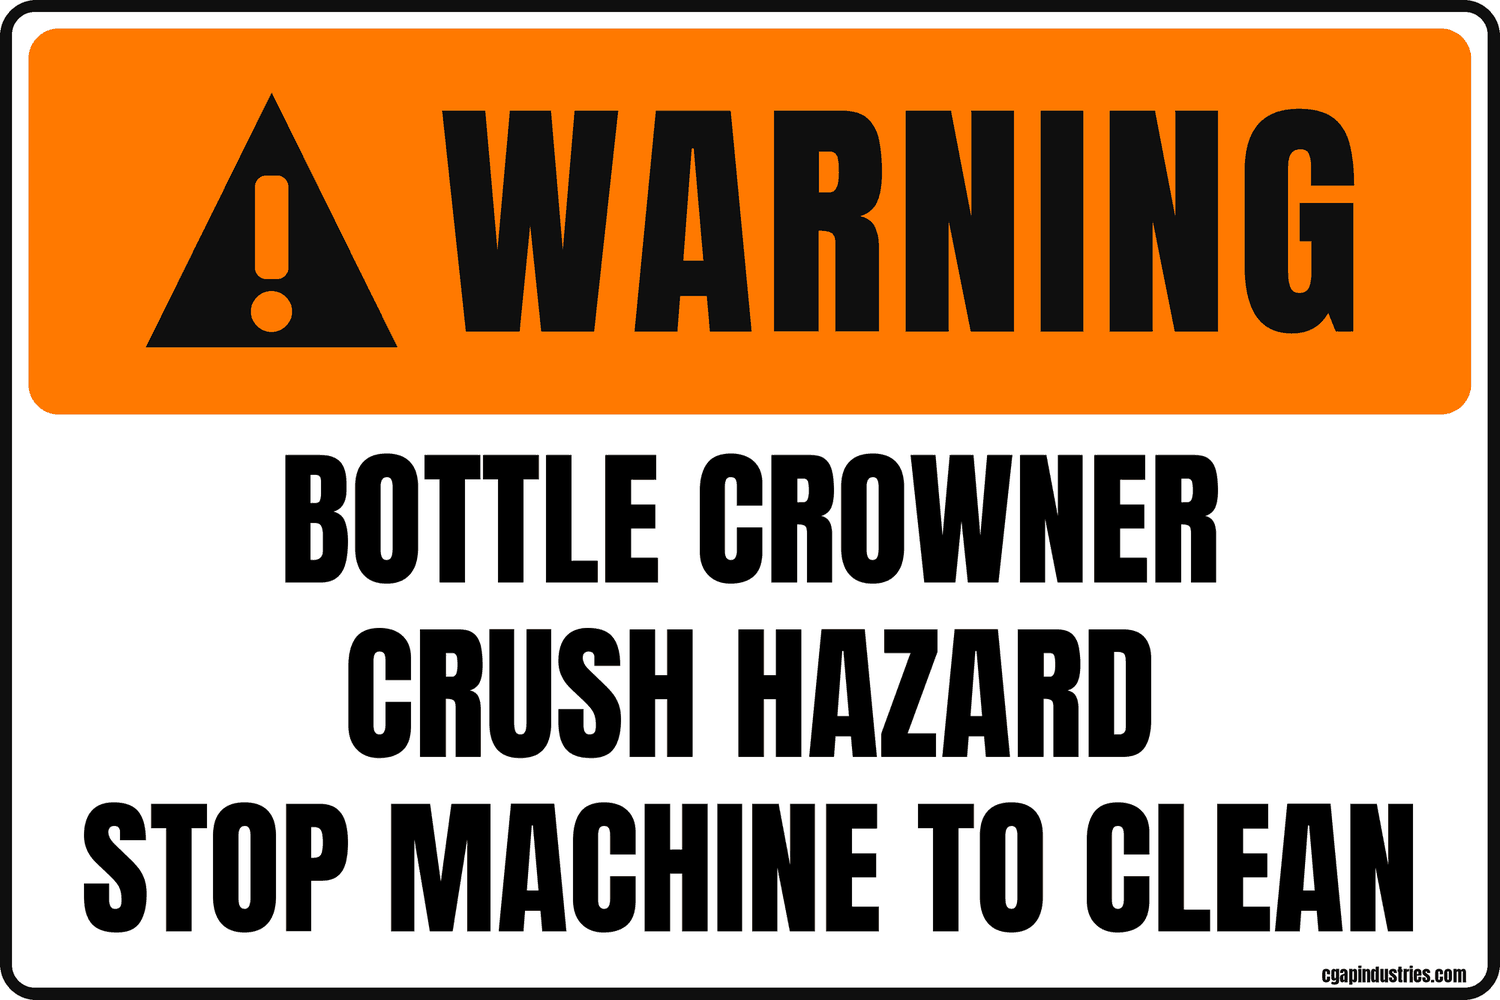 WARNING
BOTTLE CROWNER
CRUSH HAZARD
STOP MACHINE TO CLEAN
cgapindustries.com